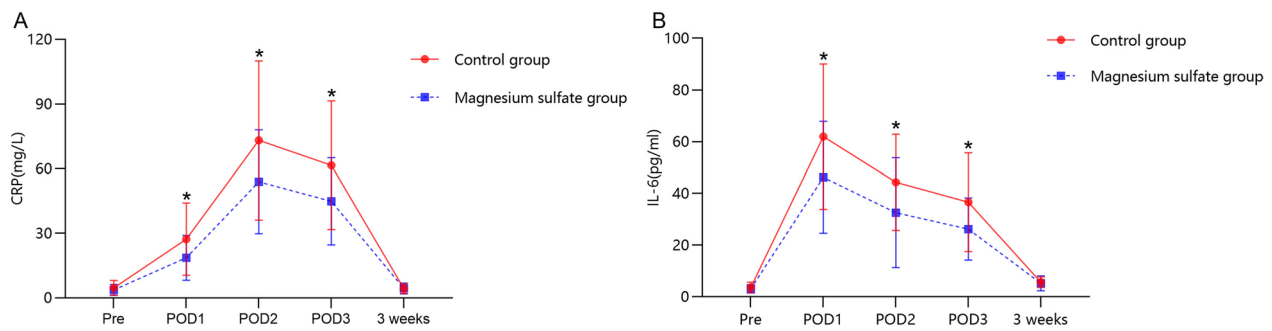 A
CRP(mg/L)
120
90
60
30
0
*
*
*
Pre POD1 POD2 POD3 3 weeks
Control group
Magnesium sulfate group
B
IL-6(pg/ml)
100
80
60
40
20
0
*
*
*
Pre POD1 POD2 POD3 3 weeks
Control group
Magnesium sulfate group